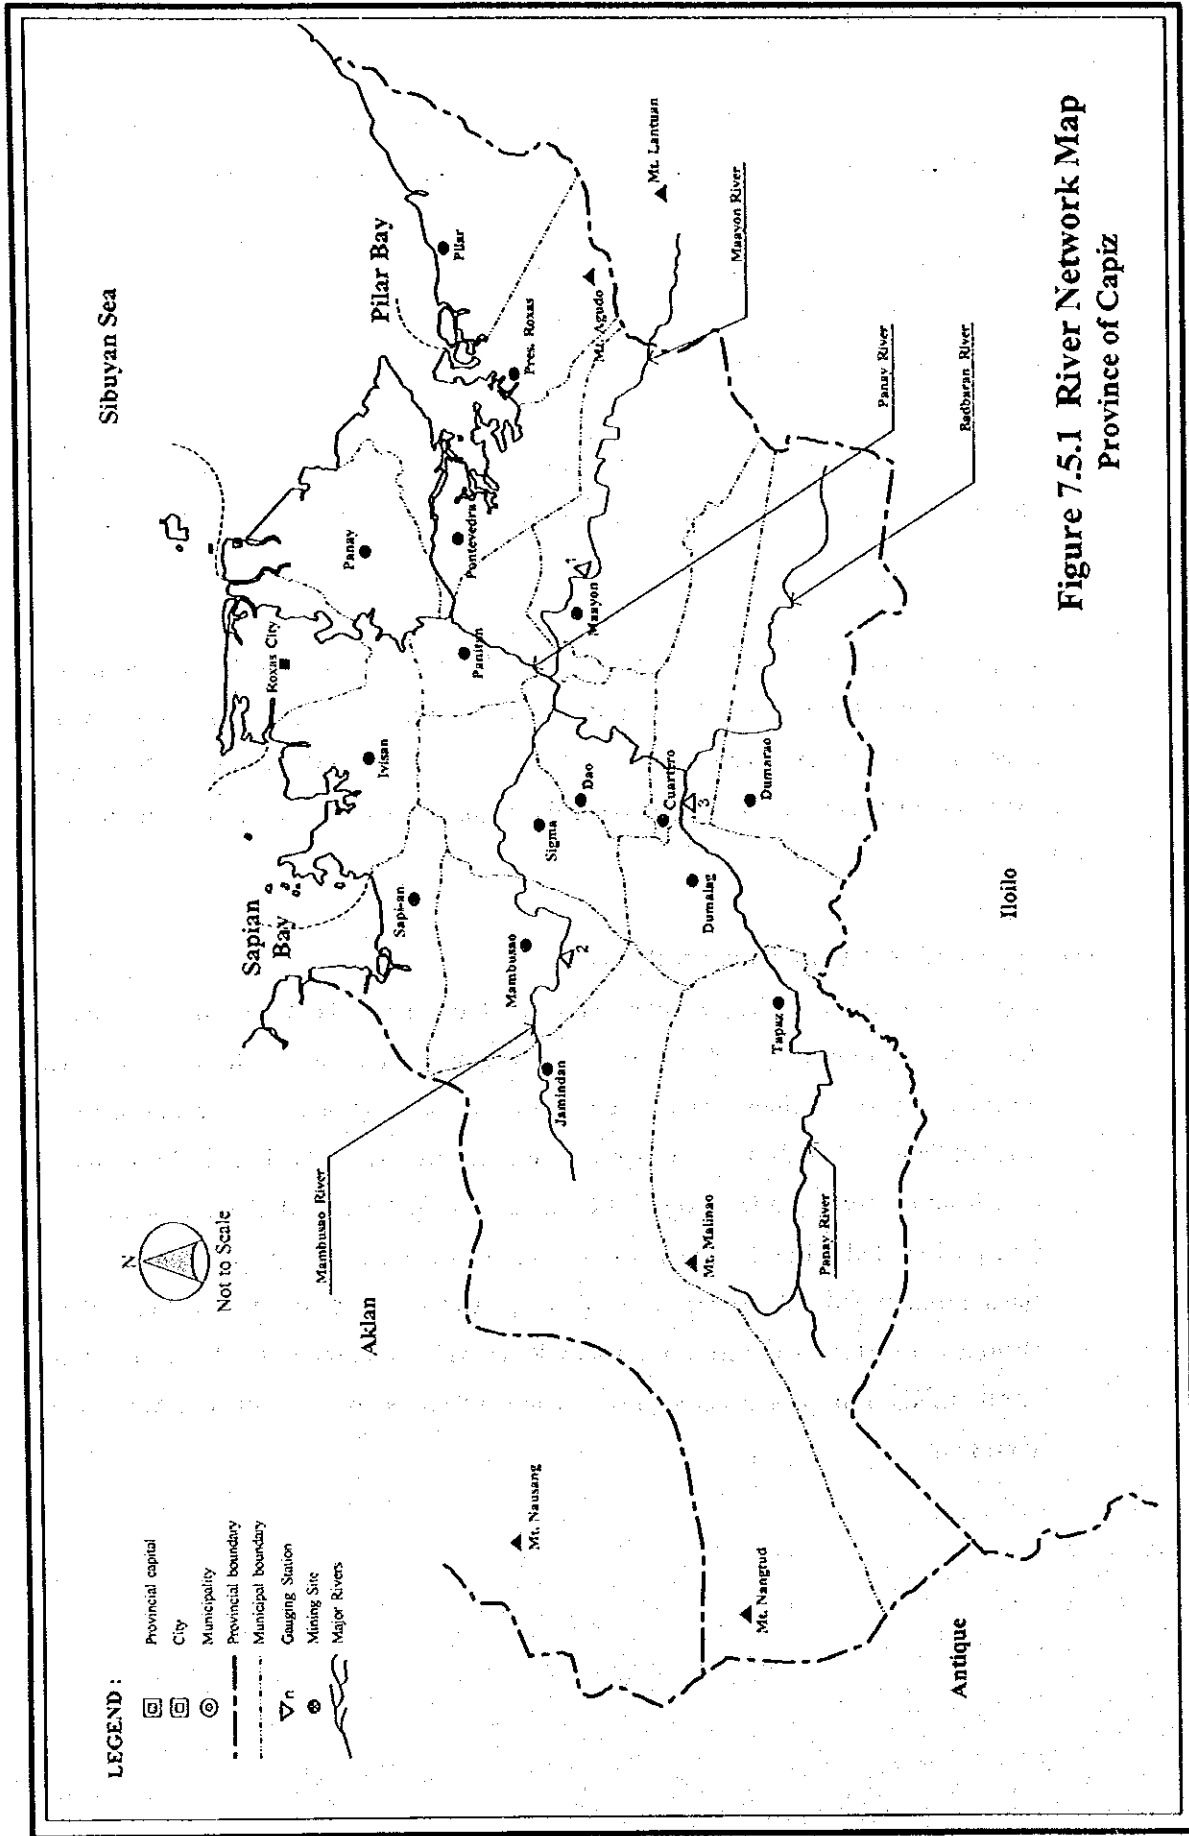 LEGEND :
Provincial capital
City
Municipality
Provincial boundary
Municipal boundary
n Gauging Station
Mining Site
Major Rivers
N
Not to Scale
Sibuyan Sea
Sapian
Bay
Pilar Bay
Aklan
Antique
Iloilo
Mambusao River
Panay River
Panay River
Badbaran River
Maayon River
Mt. Nausang
Mt. Nangrud
Mt. Malinao
Mt. Agudo
Mt. Lantuan
Roxas City
Panay
Ivisan
Sapi-an
Pontevedra
Panitan
Pres. Roxas
Pilar
Maayon
1
Mambusao
2
Jamindan
Sigma
Dao
Cuartero
3
Dumalag
Dumarao
Tapaz
Figure 7.5.1 River Network Map
Province of Capiz